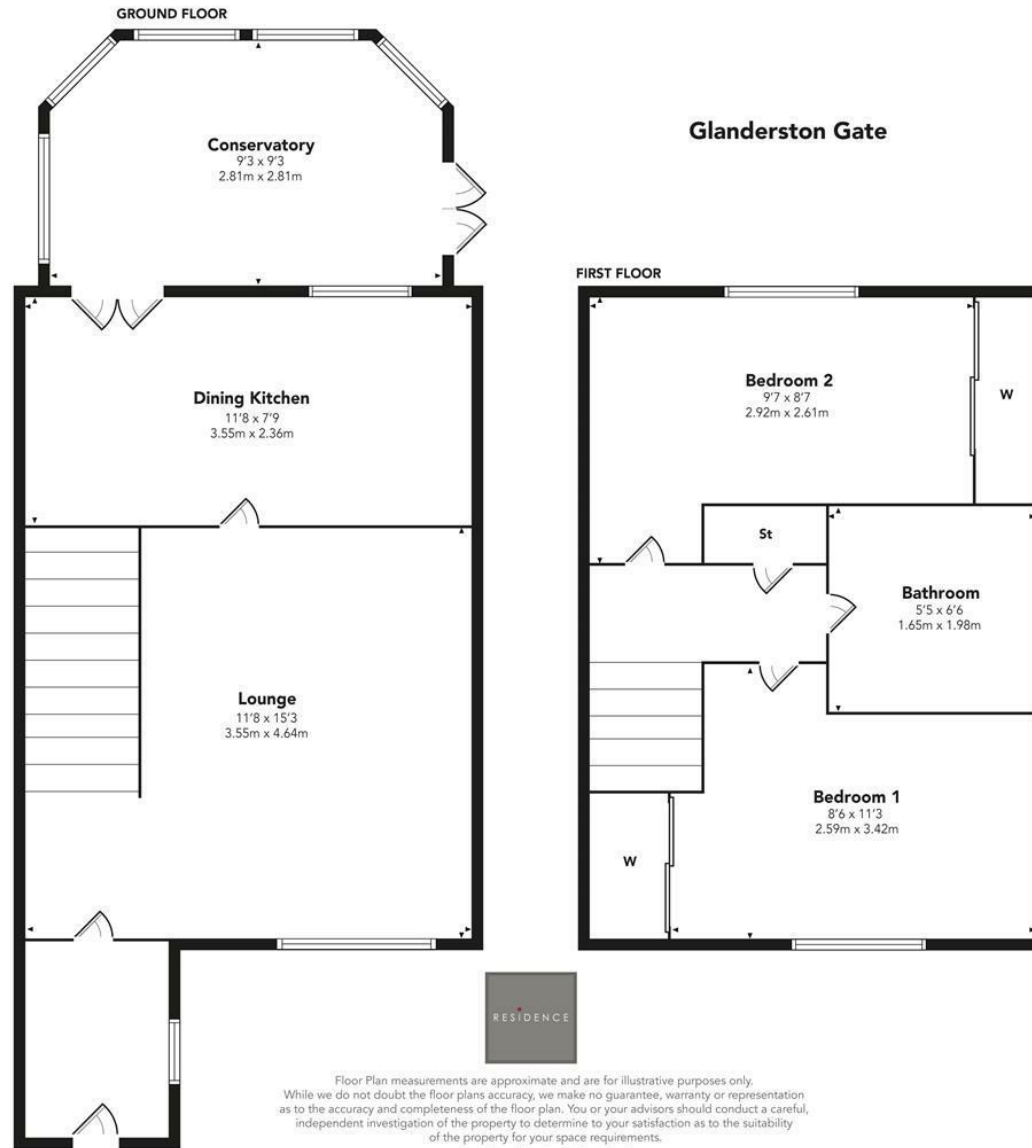 GROUND FLOOR
Glanderston Gate
Conservatory
9'3 x 9'3
2.81m x 2.81m
FIRST FLOOR
Dining Kitchen
11'8 x 7'9
3.55m x 2.36m
Bedroom 2
9'7 x 8'7
2.92m x 2.61m
W
St
Bathroom
5'5 x 6'6
1.65m x 1.98m
Lounge
11'8 x 15'3
3.55m x 4.64m
Bedroom 1
8'6 x 11'3
2.59m x 3.42m
W
RESIDENCE
Floor Plan measurements are approximate and are for illustrative purposes only.
While we do not doubt the floor plans accuracy, we make no guarantee, warranty or representation
as to the accuracy and completeness of the floor plan. You or your advisors should conduct a careful,
independent investigation of the property to determine to your satisfaction as to the suitability
of the property for your space requirements.